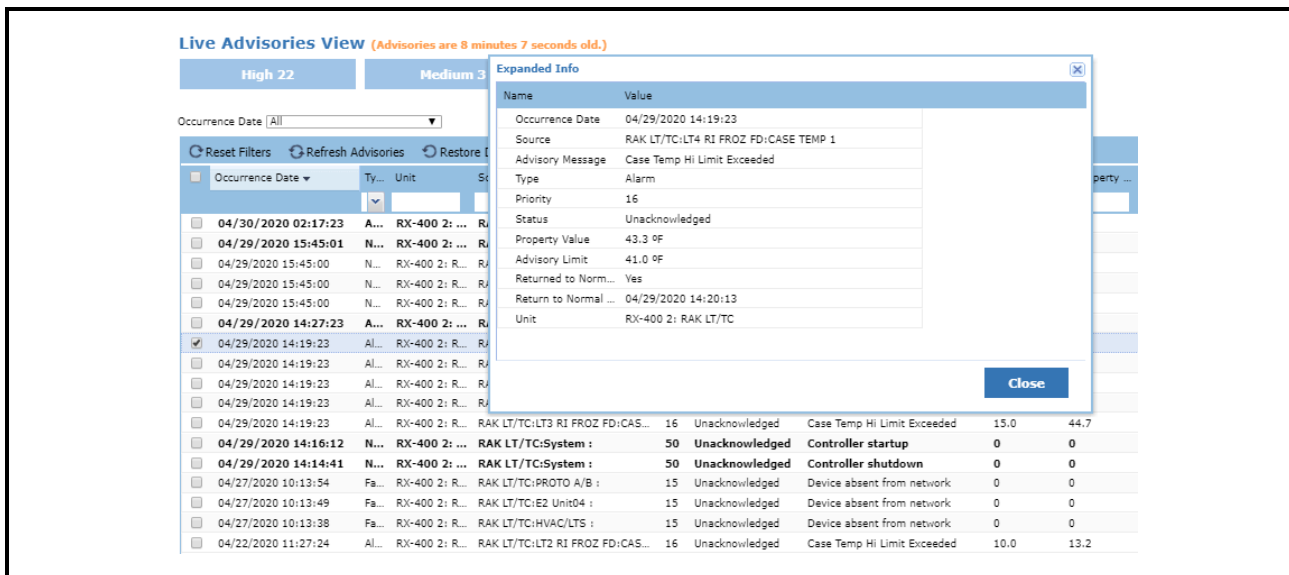 Live Advisories View (Advisories are 8 minutes 7 seconds old.)
High 22 Medium 3
Occurrence Date All
Reset Filters Refresh Advisories Restore
Occurrence Date Ty... Unit perty ...
04/30/2020 02:17:23 A... RX-400 2: ...
04/29/2020 15:45:01 N... RX-400 2: ...
04/29/2020 15:45:00 N... RX-400 2: R...
04/29/2020 15:45:00 N... RX-400 2: R...
04/29/2020 15:45:00 N... RX-400 2: R...
04/29/2020 14:27:23 A... RX-400 2: ...
04/29/2020 14:19:23 Al... RX-400 2: R...
04/29/2020 14:19:23 Al... RX-400 2: R...
04/29/2020 14:19:23 Al... RX-400 2: R...
04/29/2020 14:19:23 Al... RX-400 2: R...
04/29/2020 14:19:23 Al... RX-400 2: R... RAK LT/TC:LT3 RI FROZ FD:CAS... 16 Unacknowledged Case Temp Hi Limit Exceeded 15.0 44.7
04/29/2020 14:16:12 N... RX-400 2: ... RAK LT/TC:System : 50 Unacknowledged Controller startup 0 0
04/29/2020 14:14:41 N... RX-400 2: ... RAK LT/TC:System : 50 Unacknowledged Controller shutdown 0 0
04/27/2020 10:13:54 Fa... RX-400 2: R... RAK LT/TC:PROTO A/B : 15 Unacknowledged Device absent from network 0 0
04/27/2020 10:13:49 Fa... RX-400 2: R... RAK LT/TC:E2 Unit04 : 15 Unacknowledged Device absent from network 0 0
04/27/2020 10:13:38 Fa... RX-400 2: R... RAK LT/TC:HVAC/LTS : 15 Unacknowledged Device absent from network 0 0
04/22/2020 11:27:24 Al... RX-400 2: R... RAK LT/TC:LT2 RI FROZ FD:CAS... 16 Unacknowledged Case Temp Hi Limit Exceeded 10.0 13.2
Expanded Info
Name Value
Occurrence Date 04/29/2020 14:19:23
Source RAK LT/TC:LT4 RI FROZ FD:CASE TEMP 1
Advisory Message Case Temp Hi Limit Exceeded
Type Alarm
Priority 16
Status Unacknowledged
Property Value 43.3 ºF
Advisory Limit 41.0 ºF
Returned to Norm... Yes
Return to Normal ... 04/29/2020 14:20:13
Unit RX-400 2: RAK LT/TC
Close